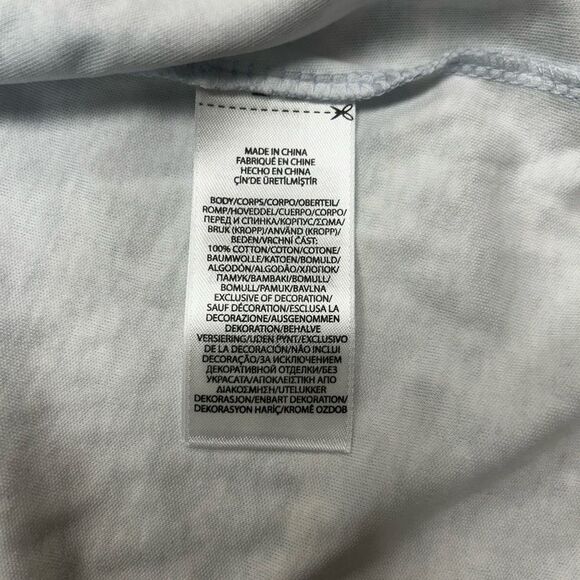 MADE IN CHINA
FABRIQUÉ EN CHINE
HECHO EN CHINA
ÇİN'DE ÜRETİLMİŞTİR
BODY/CORPS/CORPO/OBERTEIL/
ROMP/HOVEDDEL/CUERPO/CORPO/
ПЕРЕД И СПИНКА/КОРПУС/ΣΩΜΑ/
BRUK (KROPP)/ANVÄND (KROPP)/
BEDEN/VRCHNÍ ČÁST:
100% COTTON/COTON/COTONE/
BAUMWOLLE/KATOEN/BOMULD/
ALGODÓN/ALGODÃO/ХЛОПОК/
ПАМУК/ΒΑΜΒΑΚΙ/BOMULL/
BOMULL/PAMUK/BAVLNA
EXCLUSIVE OF DECORATION/
SAUF DÉCORATION/ESCLUSA LA
DECORAZIONE/AUSGENOMMEN
DEKORATION/BEHALVE
VERSIERING/UDEN PYNT/EXCLUSIVO
DE LA DECORACIÓN/NÃO INCLUI
DECORAÇÃO/ЗА ИСКЛЮЧЕНИЕМ
ДЕКОРАТИВНОЙ ОТДЕЛКИ/БЕЗ
УКРАСАТА/ΑΠΟΚΛΕΙΣΤΙΚΗ ΑΠΟ
ΔΙΑΚΟΣΜΗΣΗ/UTELUKKER
DEKORASJON/ENBART DEKORATION/
DEKORASYON HARİÇ/KROMĚ OZDOB